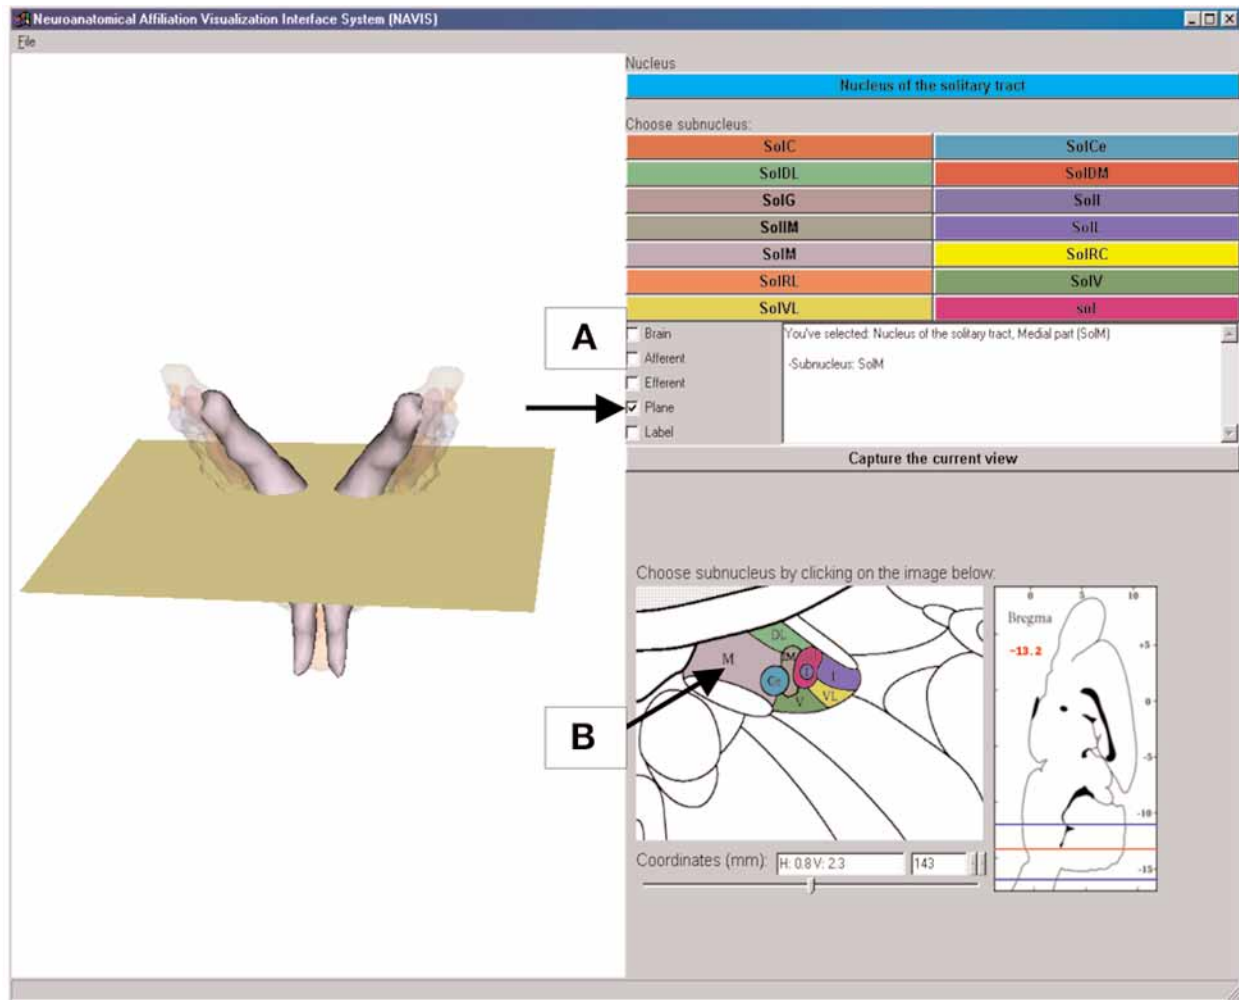 Neuroanatomical Affiliation Visualization Interface System (NAVIS)
File
Nucleus
Nucleus of the solitary tract
Choose subnucleus:
SolC SolCe
SolDL SolDM
SolG SolI
SolIM SolL
SolM SolRC
SolRL SolV
SolVL sol
A
Brain
Afferent
Efferent
Plane
Label
You've selected: Nucleus of the solitary tract, Medial part (SolM)
-Subnucleus: SolM
Capture the current view
Choose subnucleus by clicking on the image below:
DL
M
IM
Ce
I
V
VL
B
0 5 10
Bregma
-13.2
+5
0
-5
-10
-15
Coordinates (mm): H: 0.8 V: 2.3 143